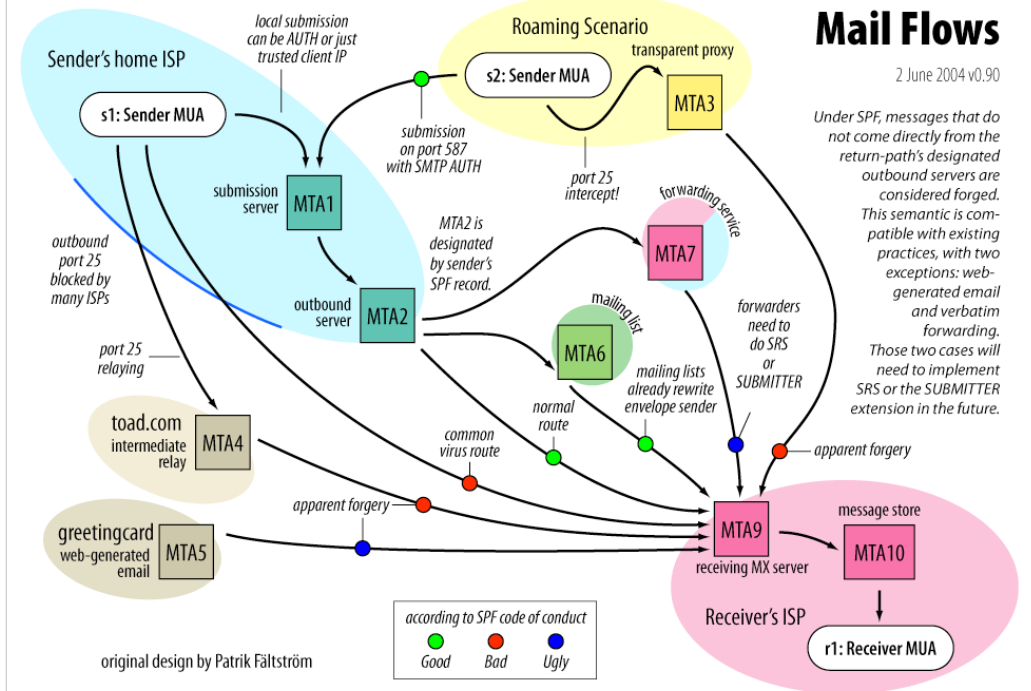 Mail Flows
2 June 2004 v0.90
Under SPF, messages that do
not come directly from the
return-path's designated
outbound servers are
considered forged.
This semantic is com-
patible with existing
practices, with two
exceptions: web-
generated email
and verbatim
forwarding.
Those two cases will
need to implement
SRS or the SUBMITTER
extension in the future.
Sender's home ISP
local submission
can be AUTH or just
trusted client IP
s1: Sender MUA
Roaming Scenario
s2: Sender MUA
transparent proxy
MTA3
submission
on port 587
with SMTP AUTH
port 25
intercept!
submission
server
MTA1
outbound
port 25
blocked by
many ISPs
MTA2 is
designated
by sender's
SPF record.
forwarding service
MTA7
outbound
server
MTA2
mailing list
MTA6
forwarders
need to
do SRS
or
SUBMITTER
port 25
relaying
mailing lists
already rewrite
envelope sender
normal
route
common
virus route
toad.com
intermediate
relay
MTA4
apparent forgery
apparent forgery
greetingcard
web-generated
email
MTA5
MTA9
receiving MX server
message store
MTA10
Receiver's ISP
r1: Receiver MUA
according to SPF code of conduct
Good
Bad
Ugly
original design by Patrik Fältström